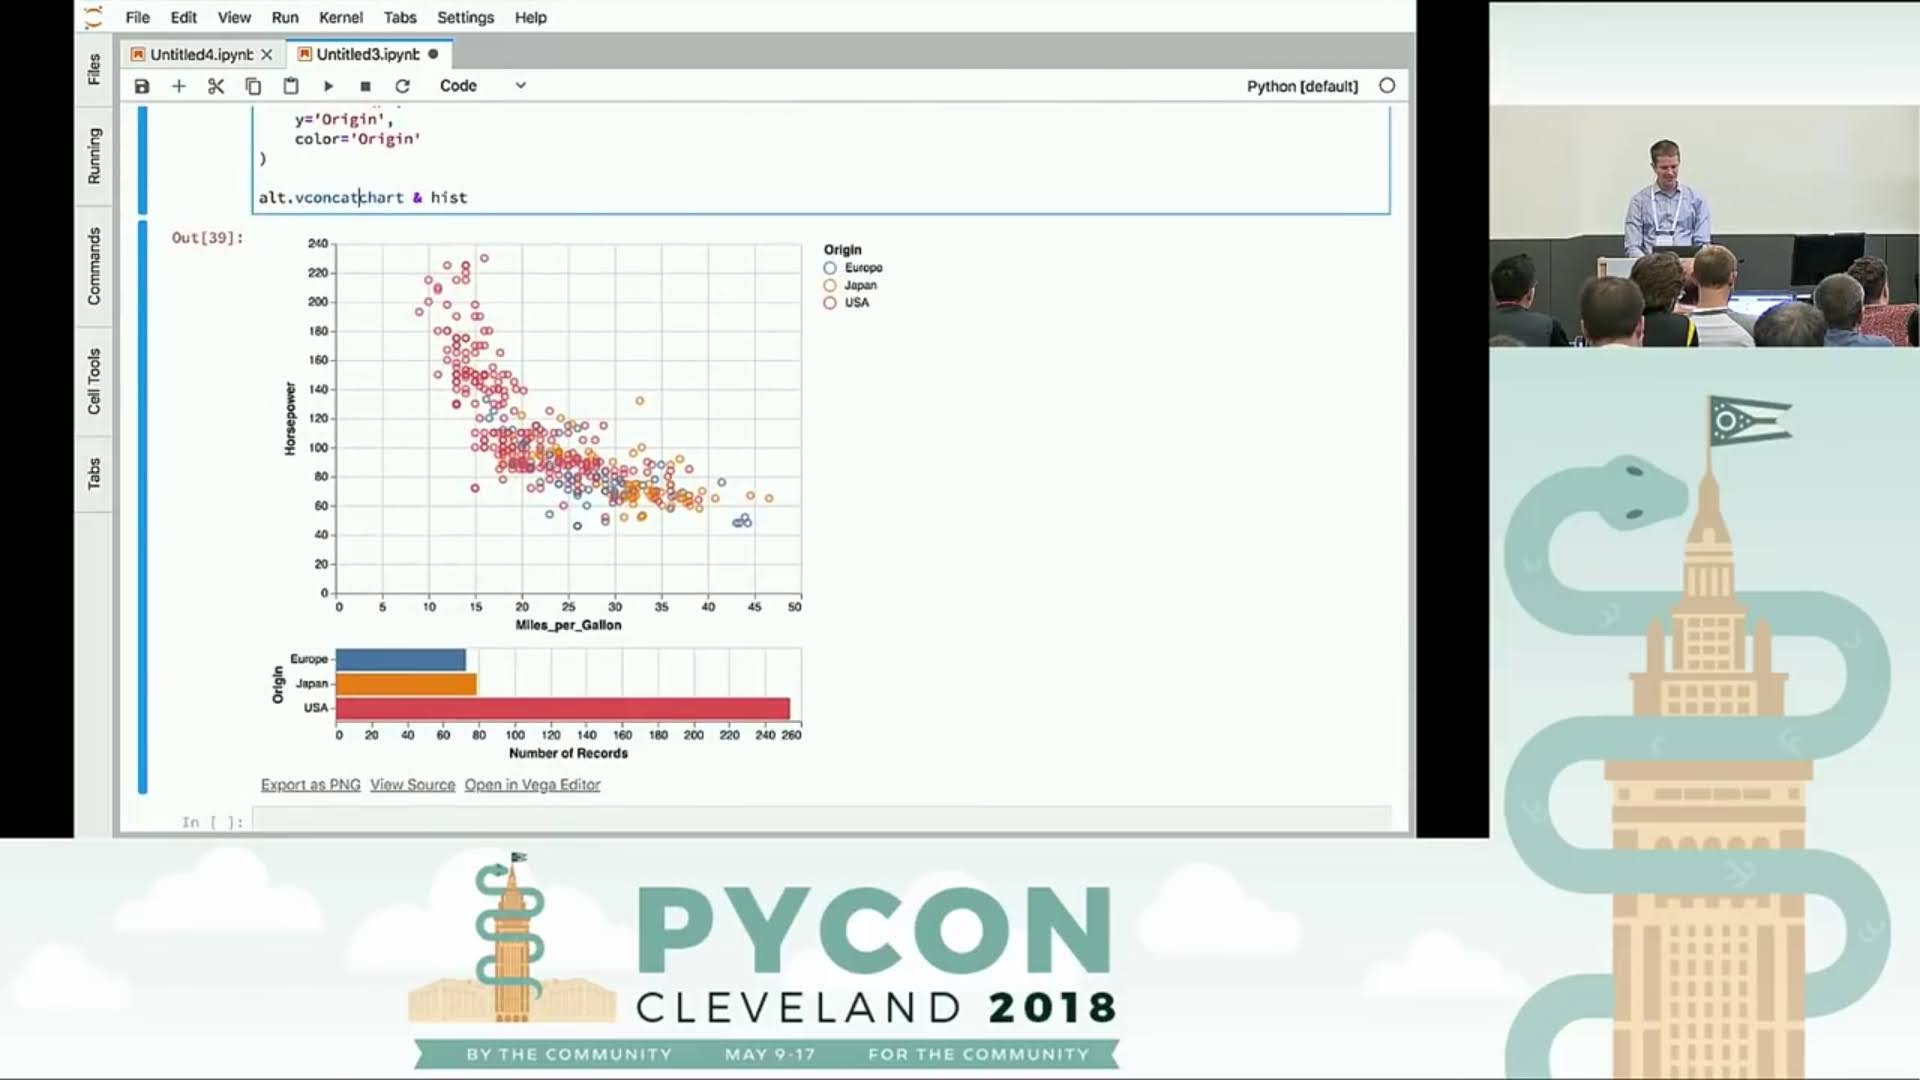 File Edit View Run Kernel Tabs Settings Help
Untitled4.ipynb
Untitled3.ipynb
Code
Python [default]
Files
Running
Commands
Cell Tools
Tabs
y='Origin',
color='Origin'
)
alt.vconcatchart & hist
Out[39]:
Origin
Europe
Japan
USA
240
220
200
180
160
140
120
100
80
60
40
20
0
Horsepower
0 5 10 15 20 25 30 35 40 45 50
Miles_per_Gallon
Origin
Europe
Japan
USA
0 20 40 60 80 100 120 140 160 180 200 220 240 260
Number of Records
Export as PNG View Source Open in Vega Editor
In [ ]:
PYCON
CLEVELAND 2018
BY THE COMMUNITY MAY 9-17 FOR THE COMMUNITY